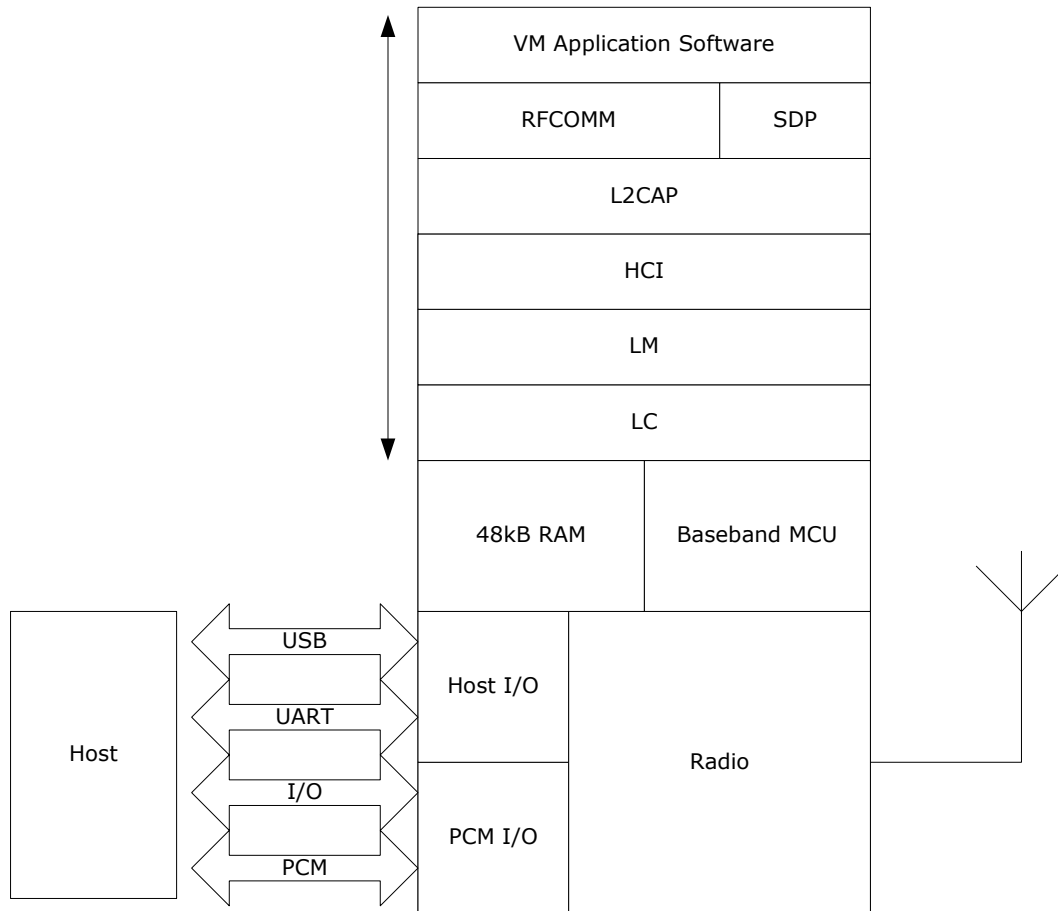 VM Application Software
RFCOMM
SDP
L2CAP
HCI
LM
LC
48kB RAM
Baseband MCU
USB
Host I/O
UART
Host
Radio
I/O
PCM I/O
PCM